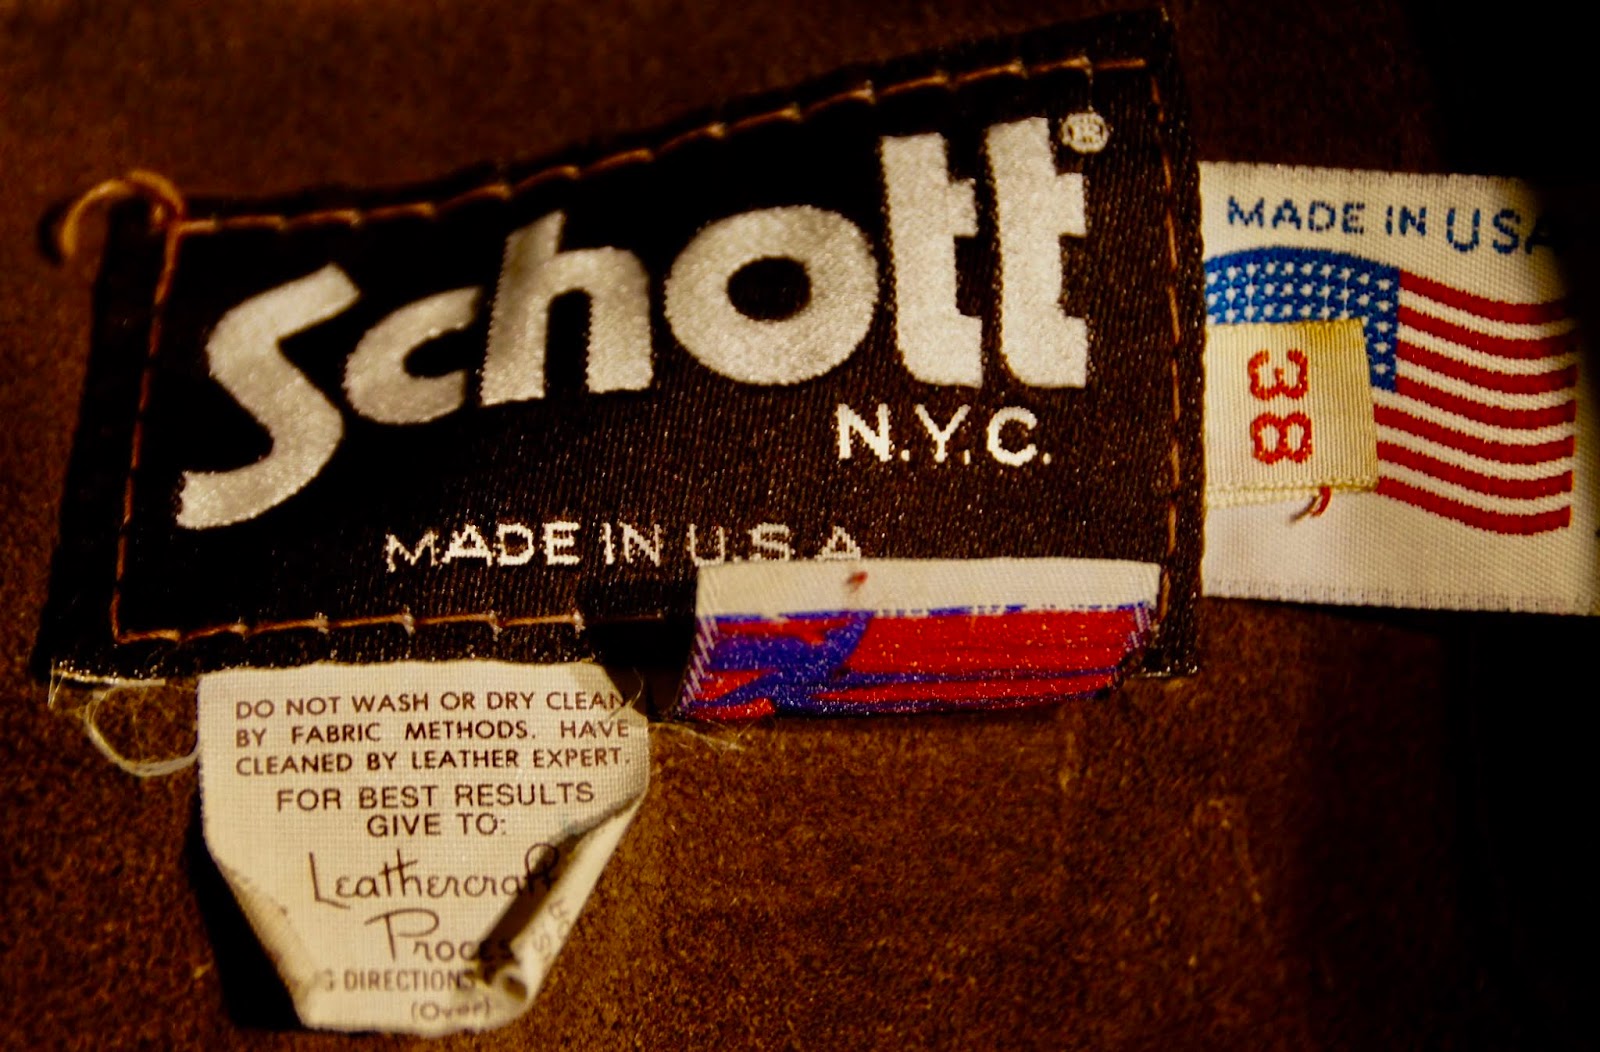 Schott®
N.Y.C.
MADE IN U.S.A
MADE IN USA
38
DO NOT WASH OR DRY CLEAN
BY FABRIC METHODS. HAVE
CLEANED BY LEATHER EXPERT.
FOR BEST RESULTS
GIVE TO:
Leathercraft
DIRECTIONS
(Over)